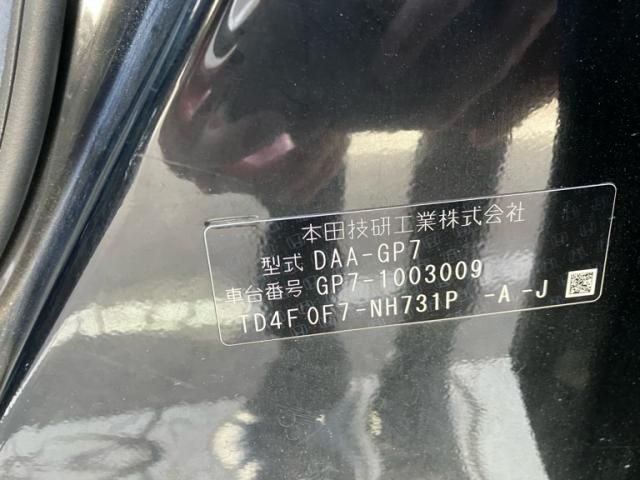 本田技研工業株式会社
型式 DAA-GP7
車台番号 GP7-1003009
TD4F 0F7-NH731P -A -J